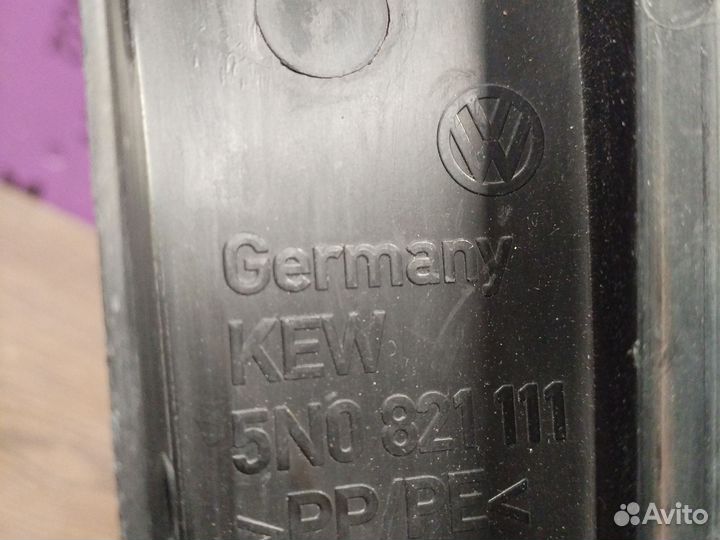 Germany
KEW
5N0 821 111
>PP/PE<
Avito